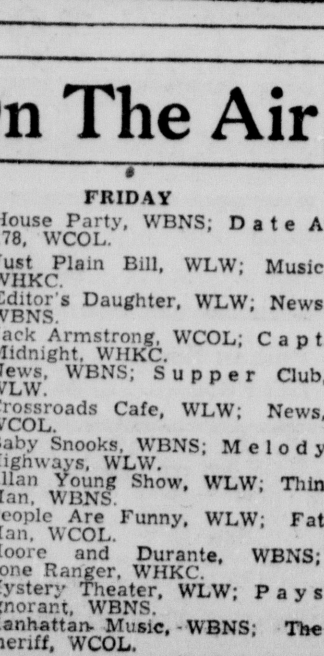 n The Air
FRIDAY
House Party, WBNS; Date A
78, WCOL.
ust Plain Bill, WLW; Music
WHKC.
Editor's Daughter, WLW; News
WBNS.
ack Armstrong, WCOL; Capt
Midnight, WHKC.
News, WBNS; Supper Club,
WLW.
Crossroads Cafe, WLW; News,
WCOL.
Baby Snooks, WBNS; Melody
Highways, WLW.
llan Young Show, WLW; Thin
Man, WBNS.
eople Are Funny, WLW; Fat
Man, WCOL.
Moore and Durante, WBNS;
one Ranger, WHKC.
Mystery Theater, WLW; Pays
gnorant, WBNS.
Manhattan Music, WBNS; The
heriff, WCOL.